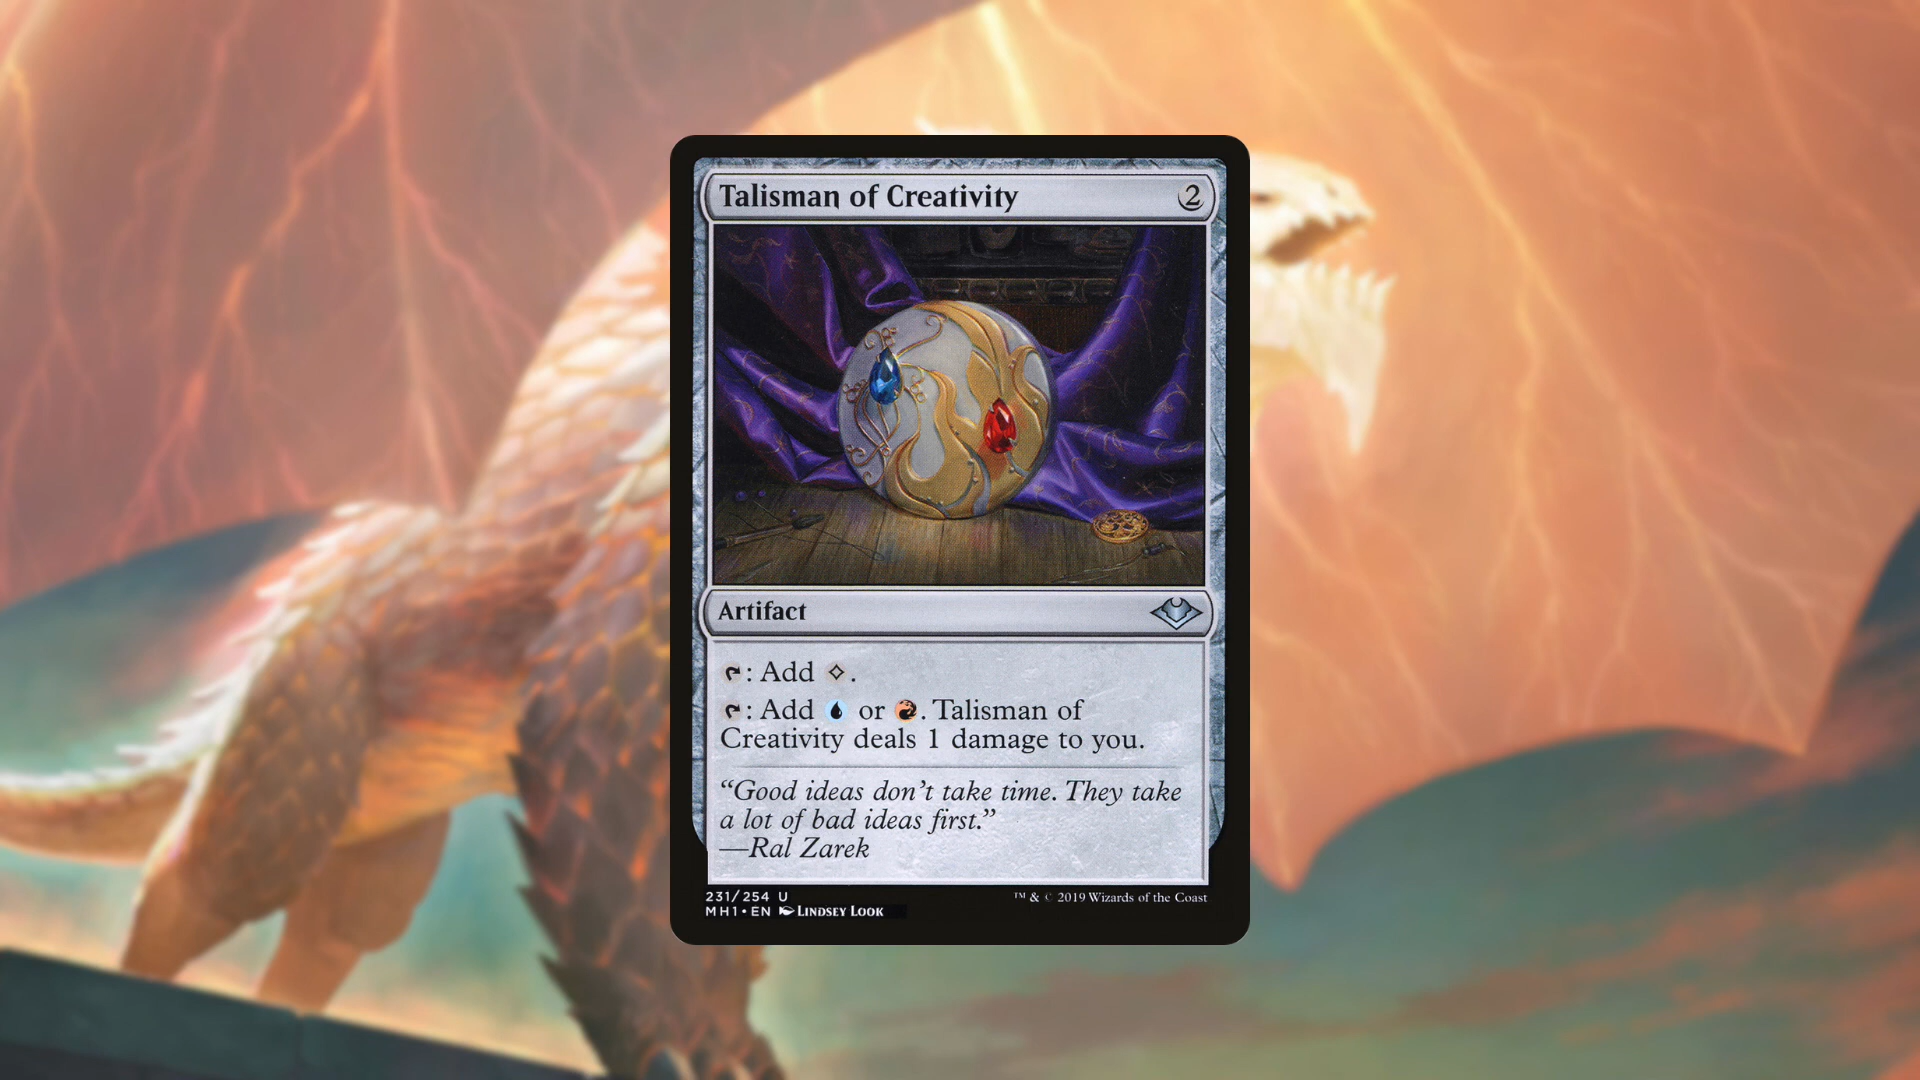 Talisman of Creativity 2
Artifact
: Add .
: Add or . Talisman of
Creativity deals 1 damage to you.
“Good ideas don’t take time. They take
a lot of bad ideas first.”
—Ral Zarek
231/254 U
™ & © 2019 Wizards of the Coast
MH1•EN LINDSEY LOOK